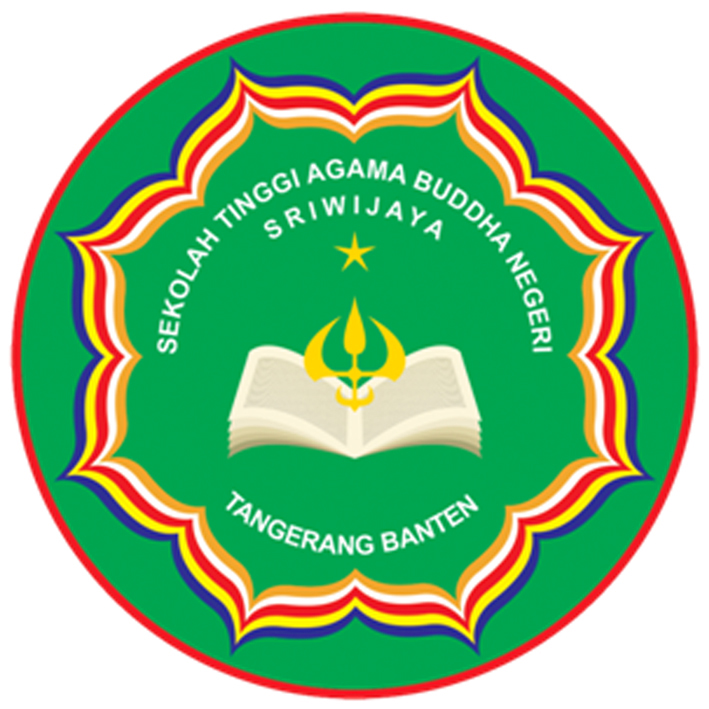 SEKOLAH TINGGI AGAMA BUDDHA NEGERI
SRIWIJAYA
TANGERANG BANTEN